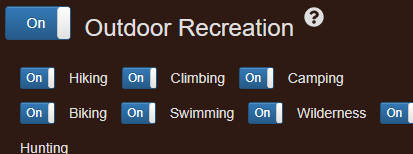 On Outdoor Recreation ?
On Hiking On Climbing On Camping
On Biking On Swimming On Wilderness On
Hunting